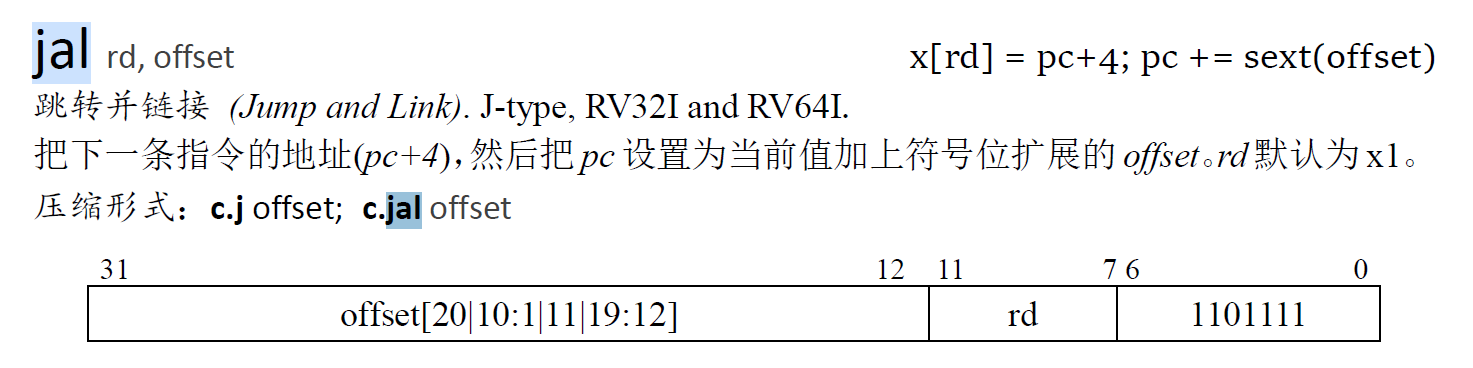 jal rd, offset x[rd] = pc+4; pc += sext(offset)
跳转并链接 (Jump and Link). J-type, RV32I and RV64I.
把下一条指令的地址(pc+4)，然后把 pc 设置为当前值加上符号位扩展的 offset。rd 默认为 x1。
压缩形式：c.j offset; c.jal offset
31 12 11 7 6 0
offset[20|10:1|11|19:12] rd 1101111